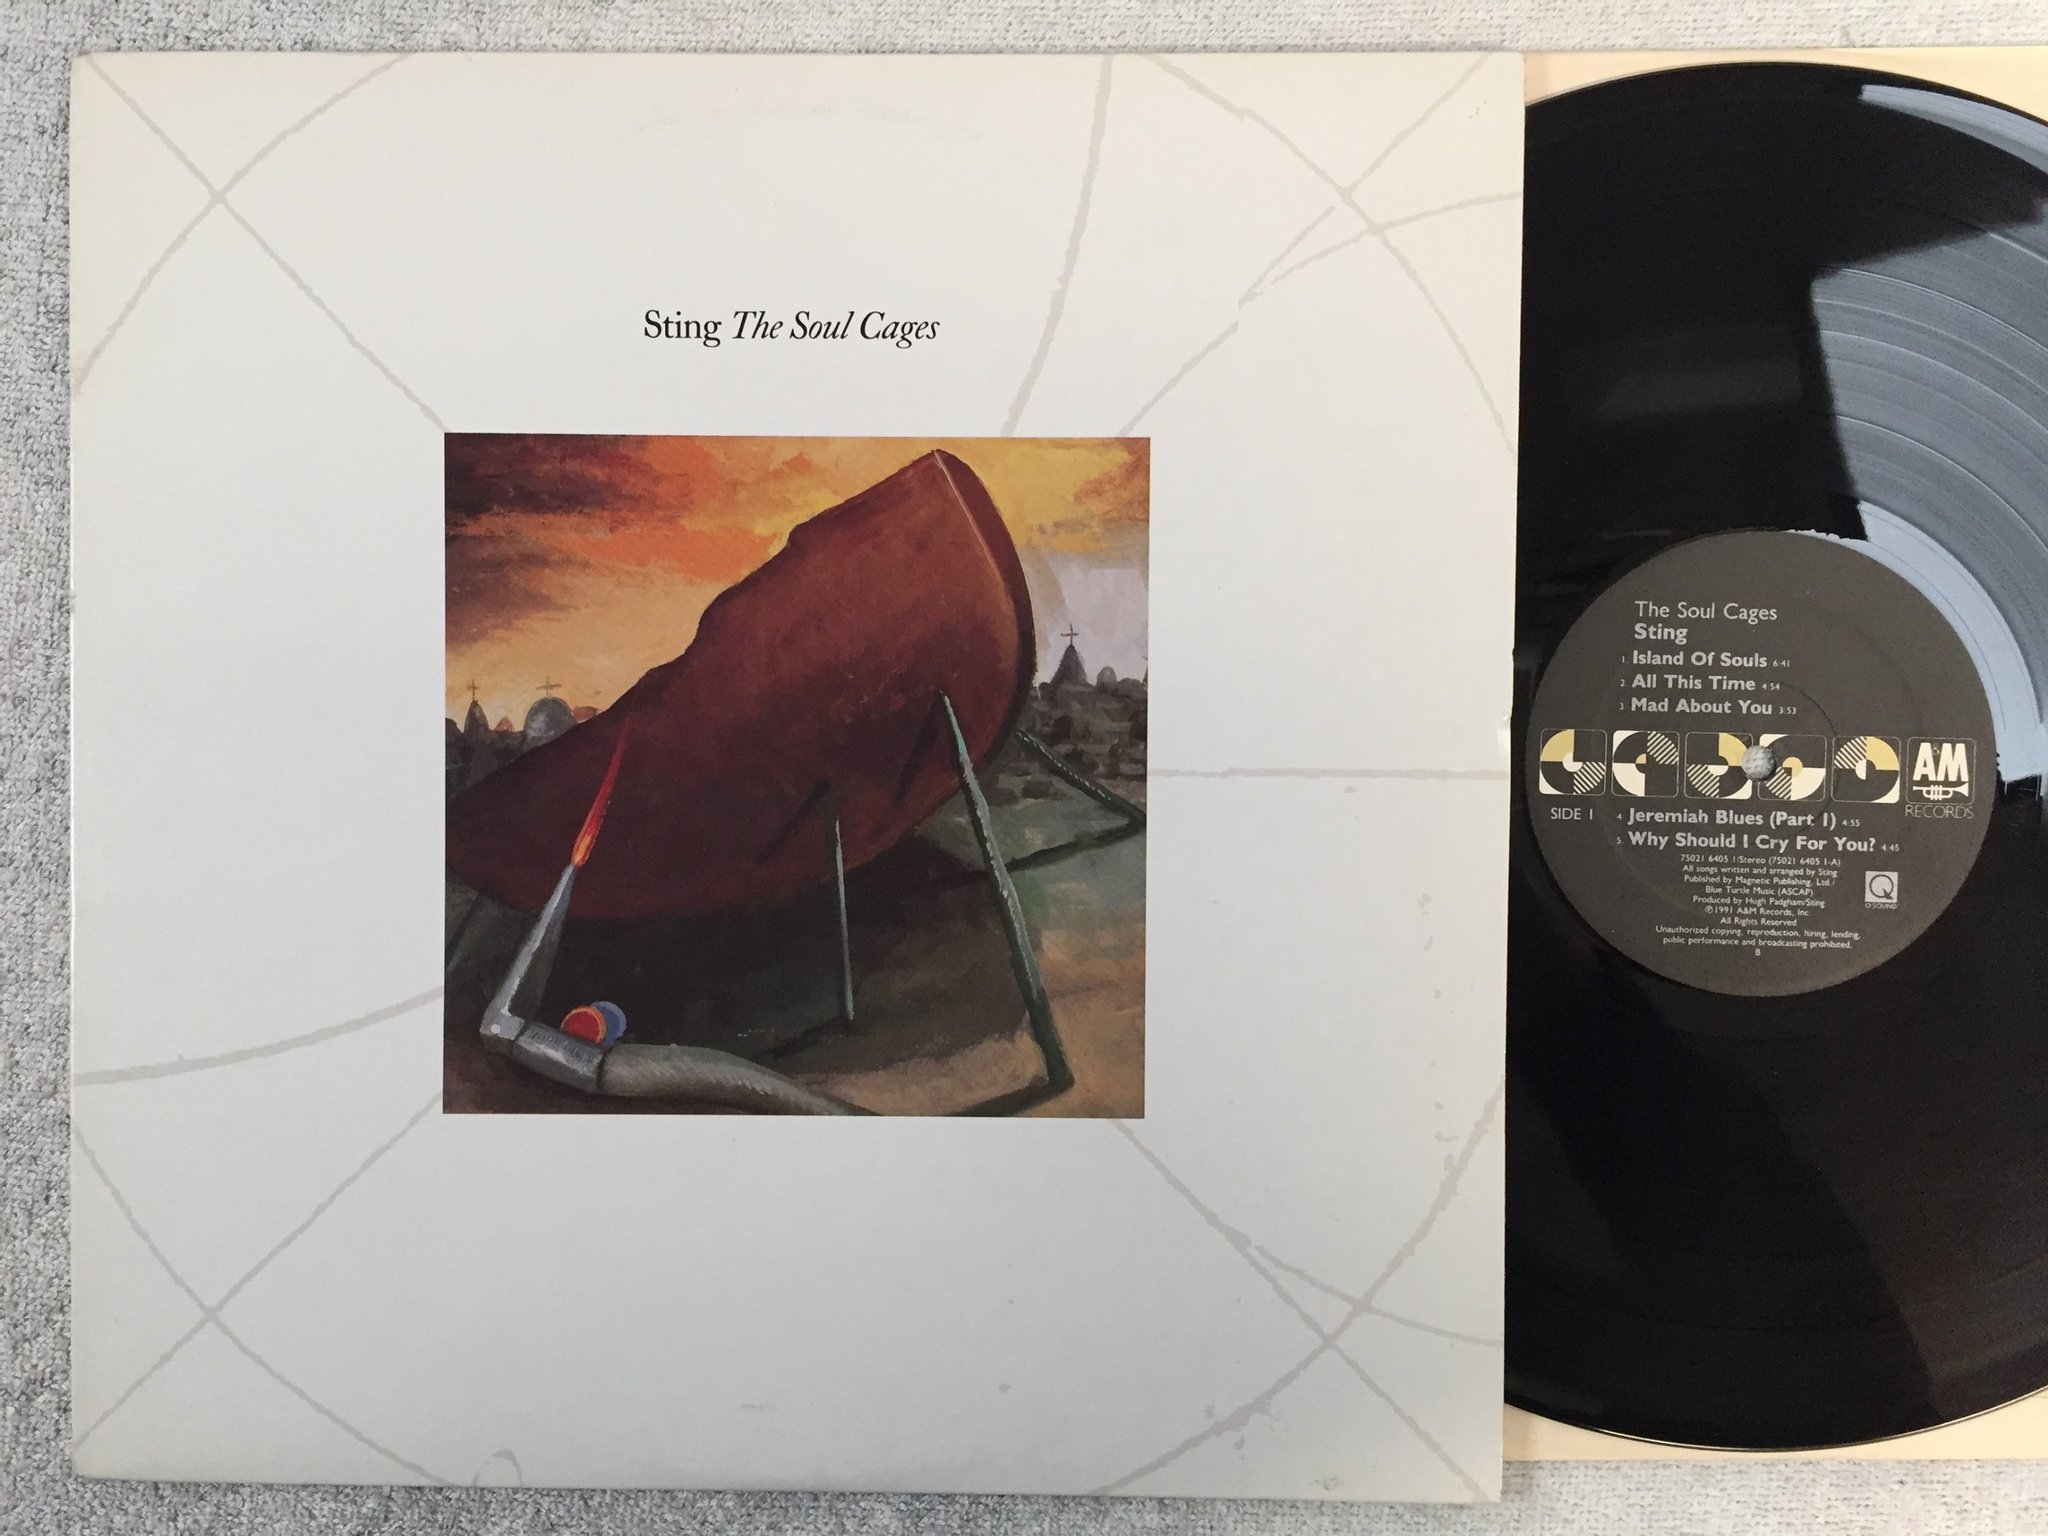 Sting The Soul Cages
The Soul Cages
Sting
1. Island Of Souls 6:41
2. All This Time 4:54
3. Mad About You 3:53
A&M
RECORDS
SIDE 1
4. Jeremiah Blues (Part 1) 4:55
5. Why Should I Cry For You? 4:45
75021 6405 1/Stereo (75021 6405 1-A)
All songs written and arranged by Sting
Published by Magnetic Publishing, Ltd./
Blue Turtle Music (ASCAP)
Produced by Hugh Padgham/Sting
℗1991 A&M Records, Inc.
All Rights Reserved
Unauthorized copying, reproduction, hiring, lending,
public performance and broadcasting prohibited.
B
Q
Q-SOUND